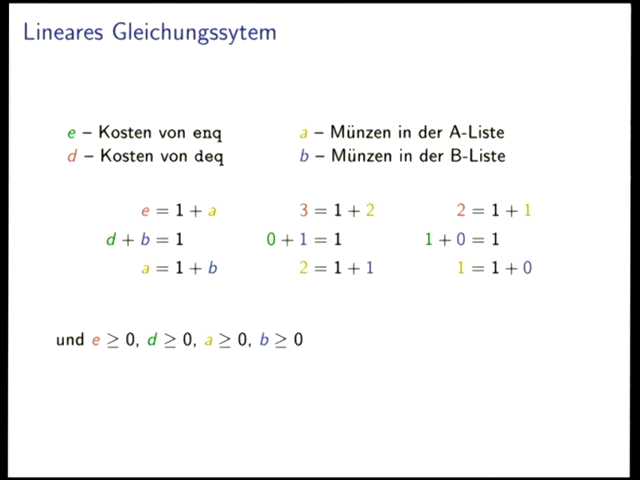 Lineares Gleichungssytem
e – Kosten von enq
d – Kosten von deq
a – Münzen in der A-Liste
b – Münzen in der B-Liste
e = 1 + a
d + b = 1
a = 1 + b
3 = 1 + 2
0 + 1 = 1
2 = 1 + 1
2 = 1 + 1
1 + 0 = 1
1 = 1 + 0
und e ≥ 0, d ≥ 0, a ≥ 0, b ≥ 0